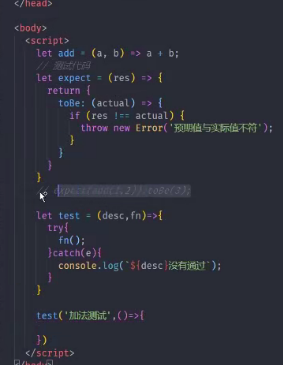 </head>
<body>
<script>
let add = (a, b) => a + b;
// 测试代码
let expect = (res) => {
return {
toBe: (actual) => {
if (res !== actual) {
throw new Error('预期值与实际值不符');
}
}
}
}
// expect(add(1,2)).toBe(3);
let test = (desc,fn)=>{
try{
fn();
}catch(e){
console.log(`${desc}没有通过`);
}
}
test('加法测试',()=>{
})
</script>
</body>